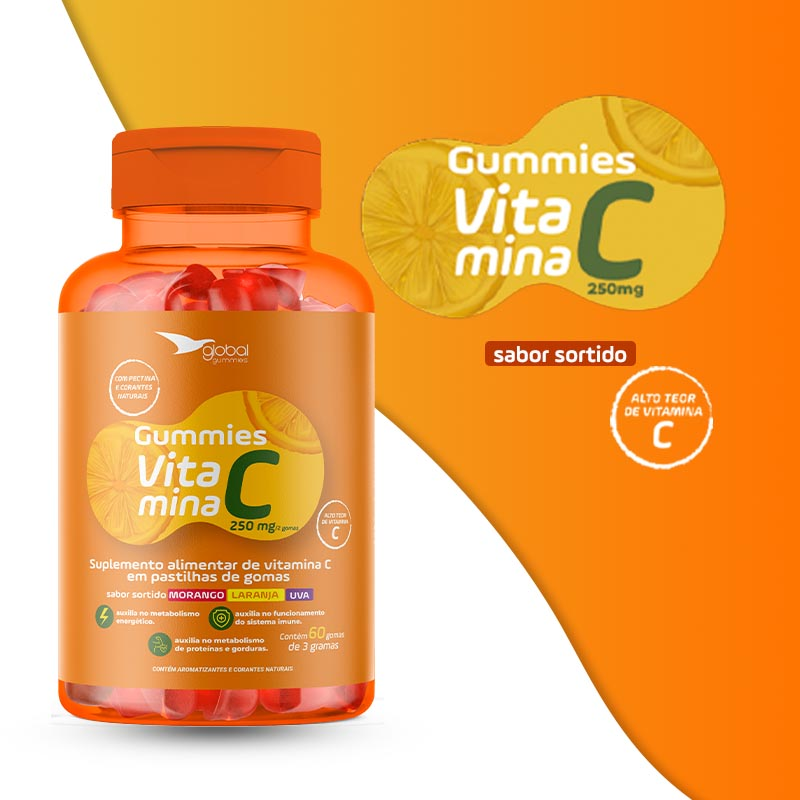 global
gummies
COM PECTINA
E CORANTES
NATURAIS
Gummies
Vita
mina C
250 mg/2 gomas
ALTO TEOR
DE VITAMINA
C
Suplemento alimentar de vitamina C
em pastilhas de gomas
sabor sortido MORANGO LARANJA UVA
auxilia no metabolismo
energético.
auxilia no funcionamento
do sistema imune.
auxilia no metabolismo
de proteínas e gorduras.
Contém 60 gomas
de 3 gramas
CONTÉM AROMATIZANTES E CORANTES NATURAIS
Gummies
Vita
mina C
250mg
sabor sortido
ALTO TEOR
DE VITAMINA
C